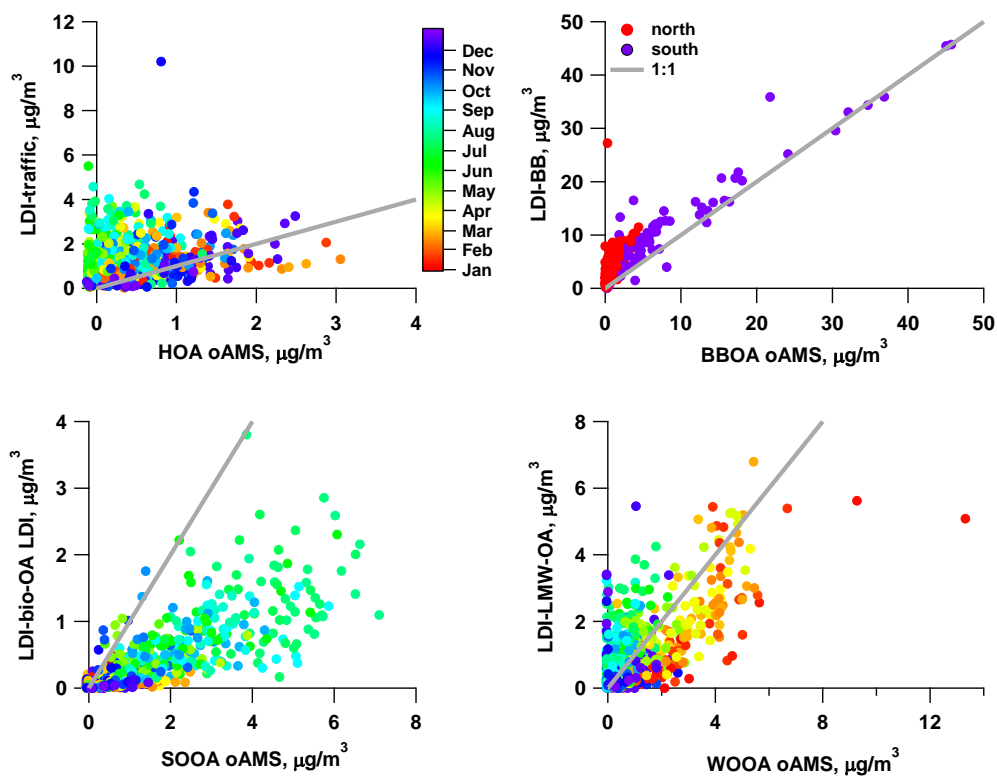 12
10
8
6
4
2
0
LDI-traffic, µg/m³
0 1 2 3 4
HOA oAMS, µg/m³
Dec
Nov
Oct
Sep
Aug
Jul
Jun
May
Apr
Mar
Feb
Jan
50
40
30
20
10
0
LDI-BB, µg/m³
north
south
1:1
0 10 20 30 40 50
BBOA oAMS, µg/m³
4
3
2
1
0
LDI-bio-OA LDI, µg/m³
0 2 4 6 8
SOOA oAMS, µg/m³
8
6
4
2
0
LDI-LMW-OA, µg/m³
0 4 8 12
WOOA oAMS, µg/m³